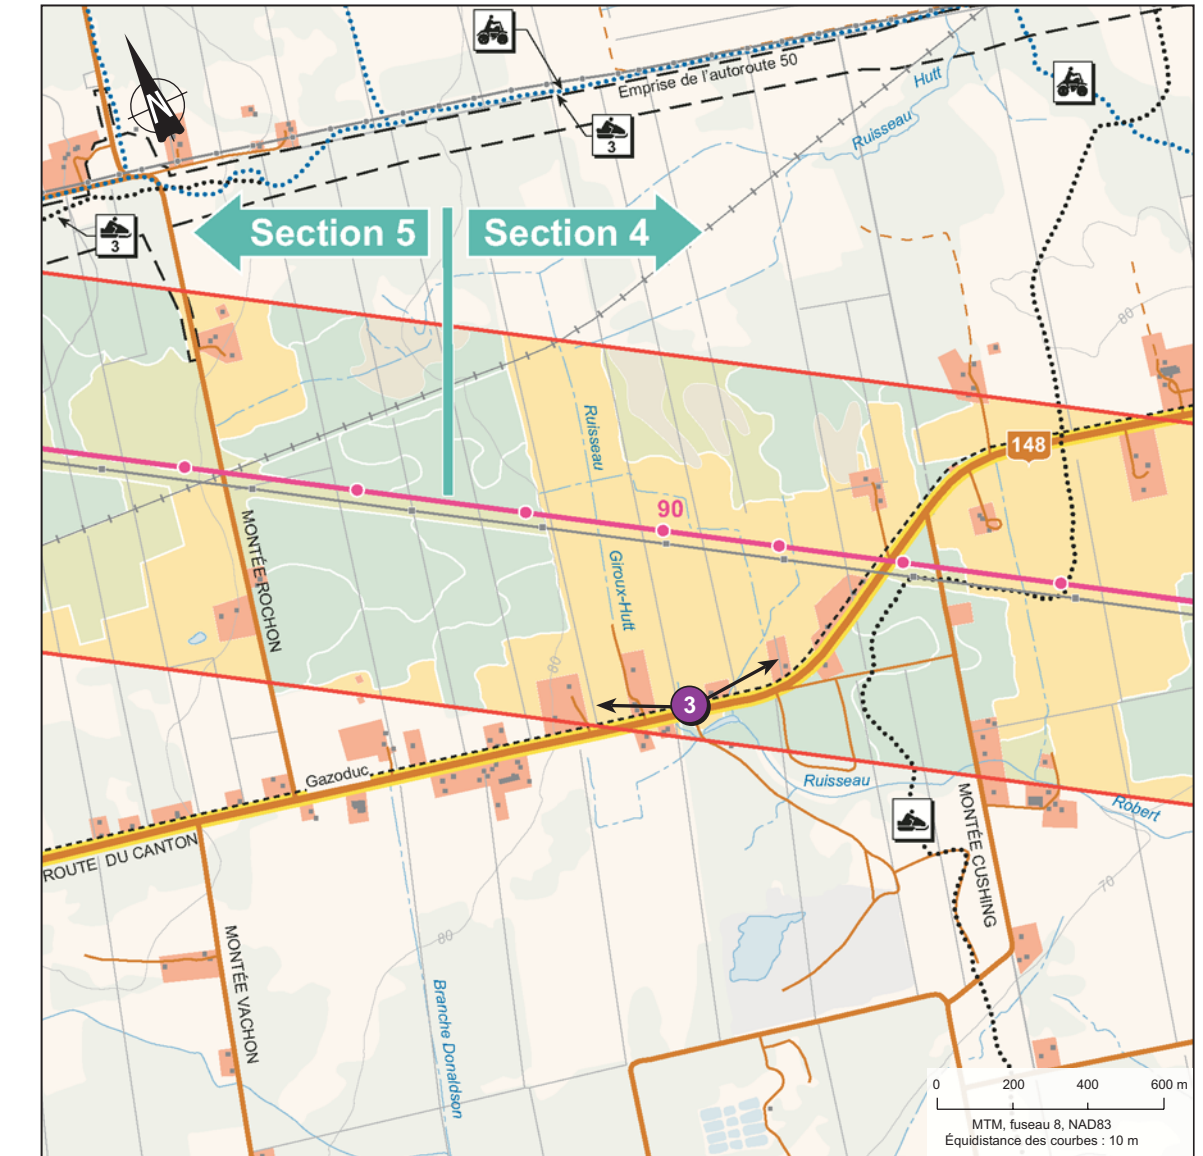 Emprise de l'autoroute 50
Hutt
Ruisseau
3
N
3
Section 5
Section 4
80
148
Ruisseau
90
MONTÉE ROCHON
Giroux-Hutt
80
3
Gazoduc
Ruisseau
Robert
ROUTE DU CANTON
MONTÉE CUSHING
70
80
MONTÉE VACHON
Branche Donaldson
0 200 400 600 m
MTM, fuseau 8, NAD83
Équidistance des courbes : 10 m